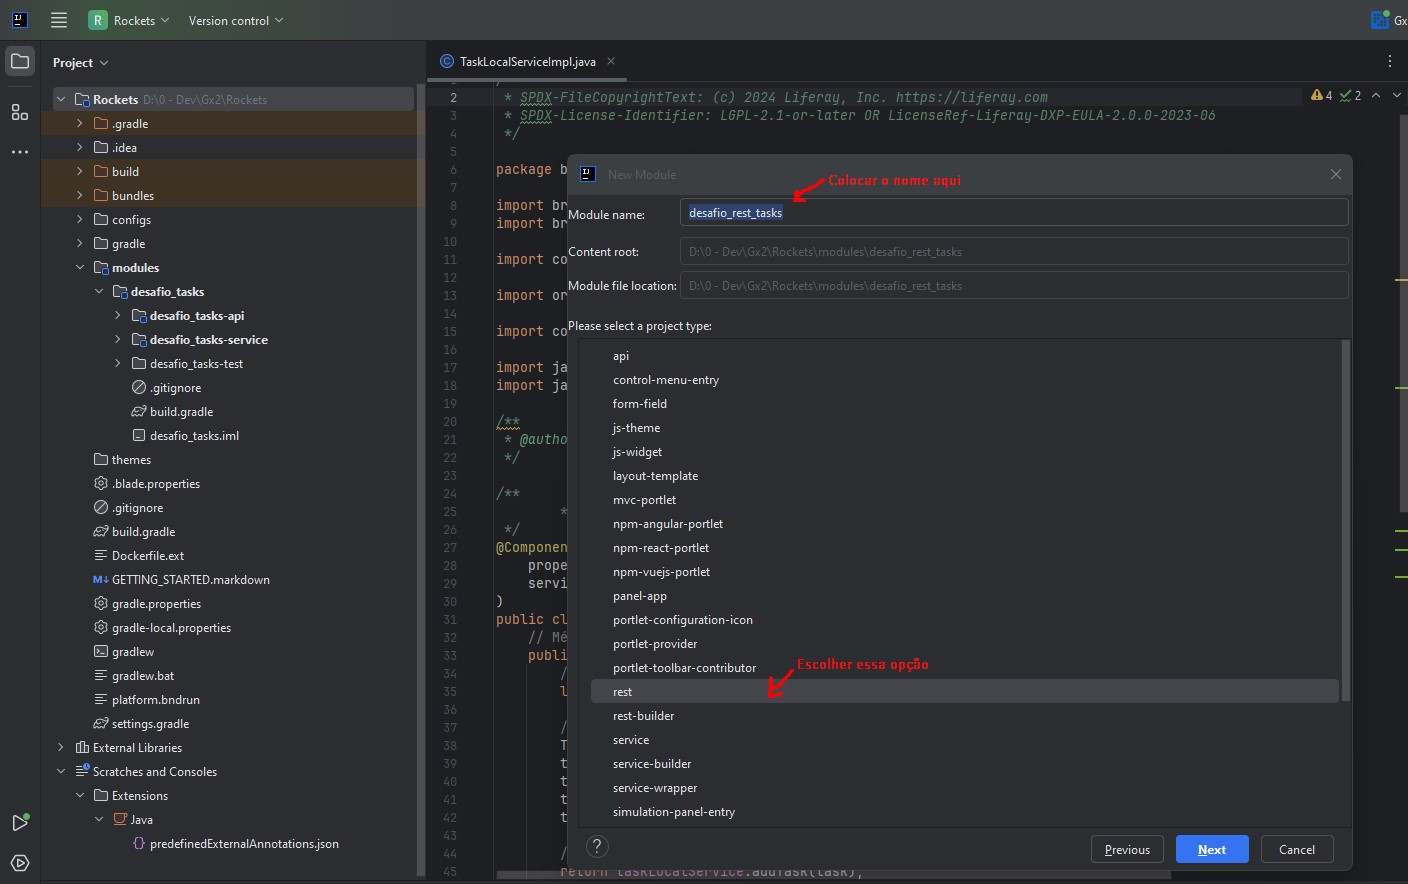 R Rockets Version control Gx
Project
TaskLocalServiceImpl.java
Rockets D:\0 - Dev\Gx2\Rockets
.gradle
.idea
build
bundles
configs
gradle
modules
desafio_tasks
desafio_tasks-api
desafio_tasks-service
desafio_tasks-test
.gitignore
build.gradle
desafio_tasks.iml
themes
.blade.properties
.gitignore
build.gradle
Dockerfile.ext
M↓ GETTING_STARTED.markdown
gradle.properties
gradle-local.properties
gradlew
gradlew.bat
platform.bndrun
settings.gradle
External Libraries
Scratches and Consoles
Extensions
Java
predefinedExternalAnnotations.json
4 2
2 * SPDX-FileCopyrightText: (c) 2024 Liferay, Inc. https://liferay.com
3 * SPDX-License-Identifier: LGPL-2.1-or-later OR LicenseRef-Liferay-DXP-EULA-2.0.0-2023-06
4 */
5
6 package b
7
8 import br
9 import br
10
11 import co
12
13 import or
14
15 import co
16
17 import ja
18 import ja
19
20 /**
21 * @autho
22 */
23
24 /**
25 *
26 */
27 @Componen
28 prope
29 servi
30 )
31 public cl
32 // Mé
33 publi
34 /
35 l
36
37 /
38 T
39 t
40 t
41 t
42 t
43
44 /
45 return taskLocalService.addTask(task);
New Module
Colocar o nome aqui
Module name: desafio_rest_tasks
Content root: D:\0 - Dev\Gx2\Rockets\modules\desafio_rest_tasks
Module file location: D:\0 - Dev\Gx2\Rockets\modules\desafio_rest_tasks
Please select a project type:
api
control-menu-entry
form-field
js-theme
js-widget
layout-template
mvc-portlet
npm-angular-portlet
npm-react-portlet
npm-vuejs-portlet
panel-app
portlet-configuration-icon
portlet-provider
portlet-toolbar-contributor
Escolher essa opção
rest
rest-builder
service
service-builder
service-wrapper
simulation-panel-entry
? Previous Next Cancel